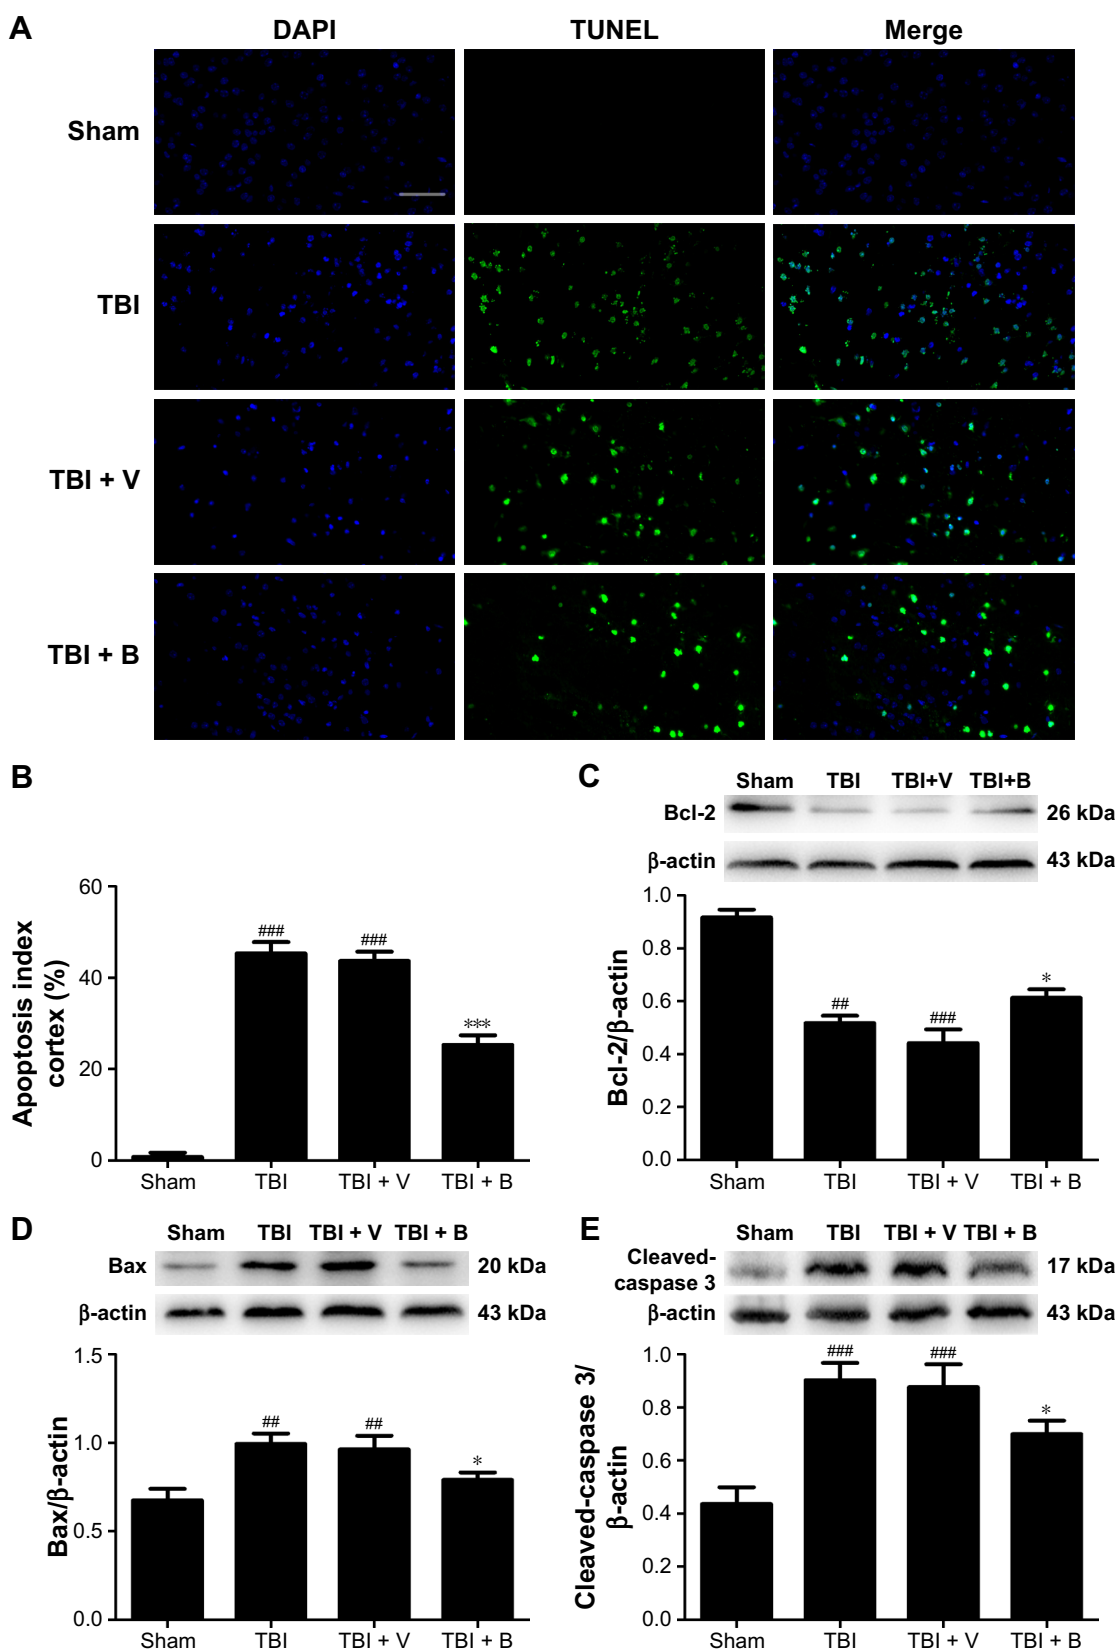 A
DAPI TUNEL Merge
Sham
TBI
TBI + V
TBI + B
B
Apoptosis index
cortex (%)
60
40
20
0
###
###
***
Sham TBI TBI + V TBI + B
C
Sham TBI TBI+V TBI+B
Bcl-2 26 kDa
β-actin 43 kDa
Bcl-2/β-actin
1.0
0.8
0.6
0.4
0.2
0.0
##
###
*
Sham TBI TBI + V TBI + B
D
Sham TBI TBI + V TBI + B
Bax 20 kDa
β-actin 43 kDa
Bax/β-actin
1.5
1.0
0.5
0.0
##
##
*
Sham TBI TBI + V TBI + B
E
Sham TBI TBI + V TBI + B
Cleaved-
caspase 3 17 kDa
β-actin 43 kDa
Cleaved-caspase 3/
β-actin
1.0
0.8
0.6
0.4
0.2
0.0
###
###
*
Sham TBI TBI + V TBI + B